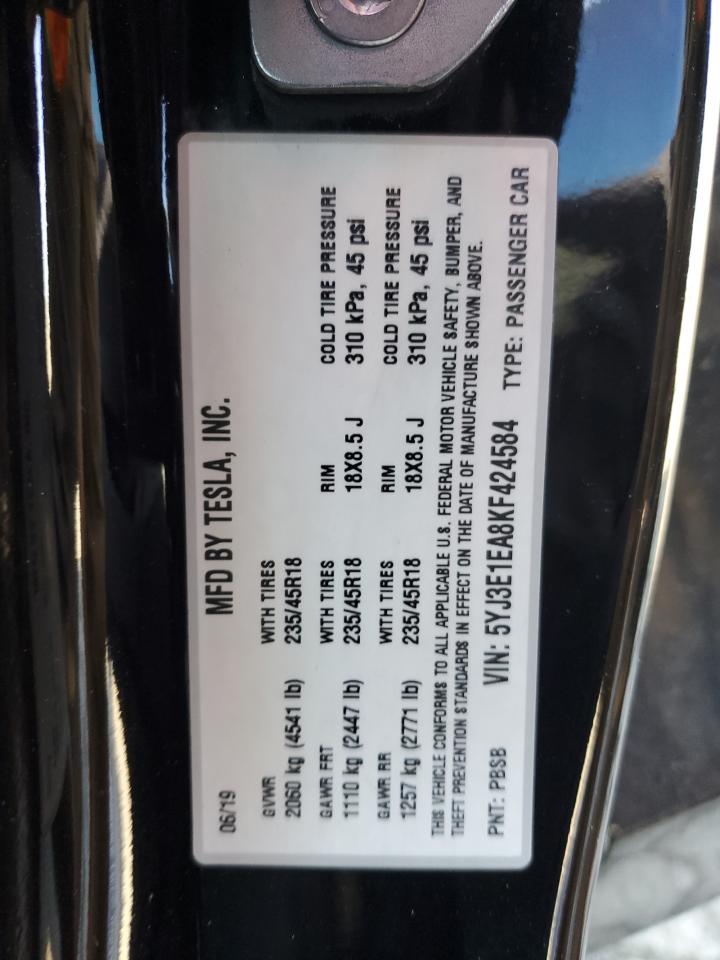 06/19 MFD BY TESLA, INC.
GVWR WITH TIRES
2060 kg (4541 lb) 235/45R18
GAWR FRT WITH TIRES RIM COLD TIRE PRESSURE
1110 kg (2447 lb) 235/45R18 18X8.5 J 310 kPa, 45 psi
GAWR RR WITH TIRES RIM COLD TIRE PRESSURE
1257 kg (2771 lb) 235/45R18 18X8.5 J 310 kPa, 45 psi
THIS VEHICLE CONFORMS TO ALL APPLICABLE U.S. FEDERAL MOTOR VEHICLE SAFETY, BUMPER, AND
THEFT PREVENTION STANDARDS IN EFFECT ON THE DATE OF MANUFACTURE SHOWN ABOVE.
PNT: PBSB VIN: 5YJ3E1EA8KF424584 TYPE: PASSENGER CAR